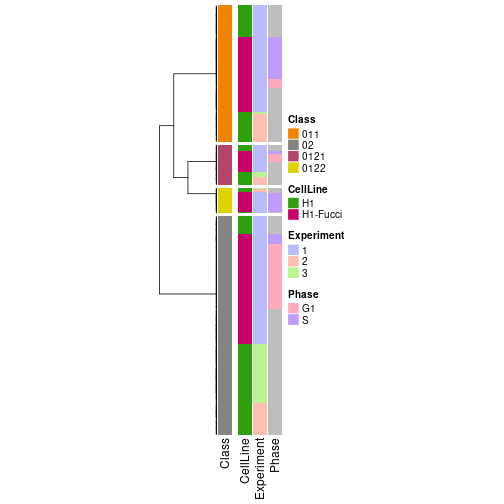 Class
011
02
0121
0122
CellLine
H1
H1-Fucci
Experiment
1
2
3
Phase
G1
S
Class
CellLine
Experiment
Phase